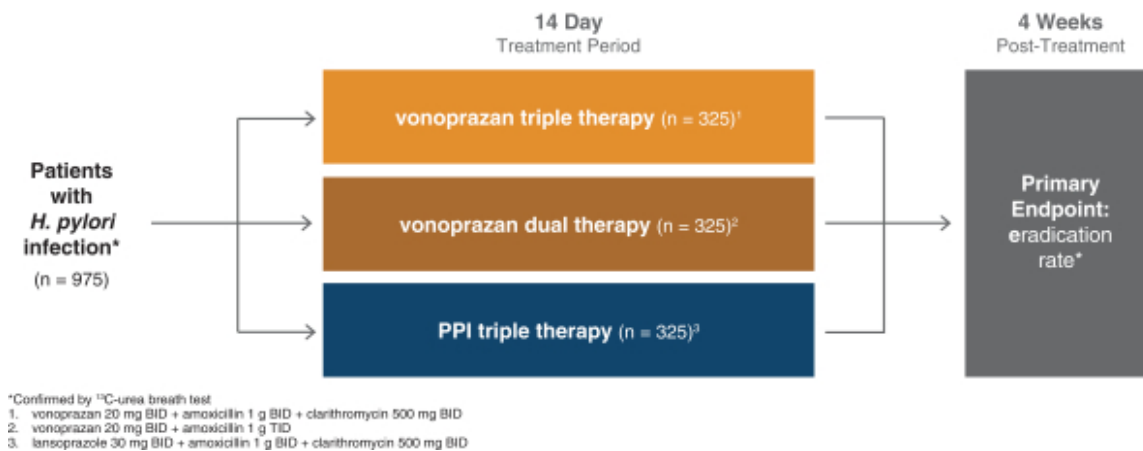 14 Day
Treatment Period
4 Weeks
Post-Treatment
Patients
with
H. pylori
infection*
(n = 975)
vonoprazan triple therapy (n = 325)¹
vonoprazan dual therapy (n = 325)²
PPI triple therapy (n = 325)³
Primary
Endpoint:
eradication
rate*
*Confirmed by ¹³C-urea breath test
1. vonoprazan 20 mg BID + amoxicillin 1 g BID + clarithromycin 500 mg BID
2. vonoprazan 20 mg BID + amoxicillin 1 g TID
3. lansoprazole 30 mg BID + amoxicillin 1 g BID + clarithromycin 500 mg BID